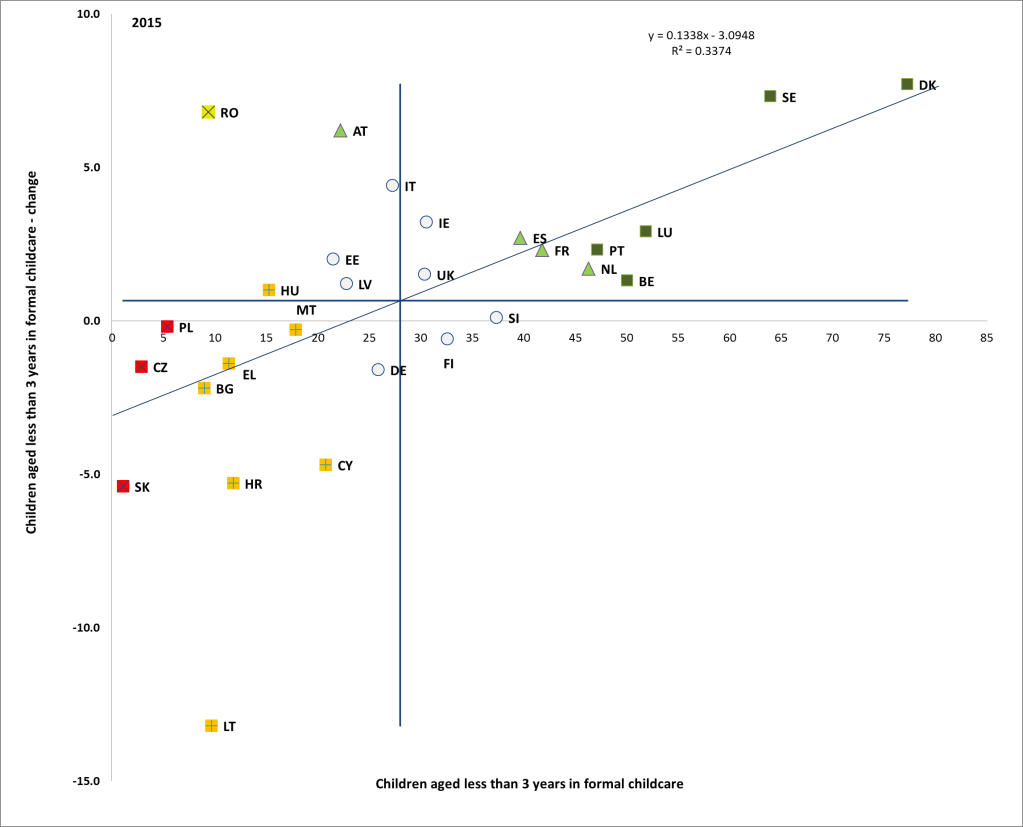 10.0
2015
y = 0.1338x - 3.0948
R² = 0.3374
DK
SE
RO
AT
5.0
IT
IE
LU
ES
FR
PT
EE
NL
UK
BE
LV
HU
MT
SI
0.0
PL
0 5 10 15 20 25 30 35 40 45 50 55 60 65 70 75 80 85
FI
CZ
DE
EL
BG
CY
-5.0
HR
SK
-10.0
LT
-15.0
Children aged less than 3 years in formal childcare - change
Children aged less than 3 years in formal childcare